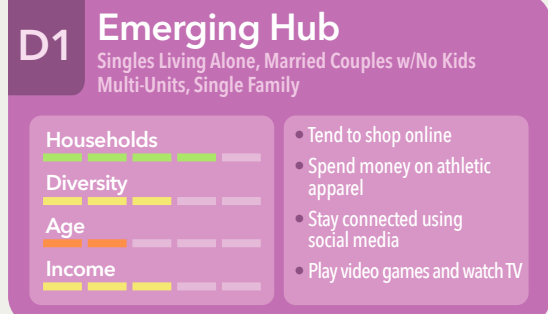 D1
Emerging Hub
Singles Living Alone, Married Couples w/No Kids
Multi-Units, Single Family
Households
Diversity
Age
Income
• Tend to shop online
• Spend money on athletic
apparel
• Stay connected using
social media
• Play video games and watch TV